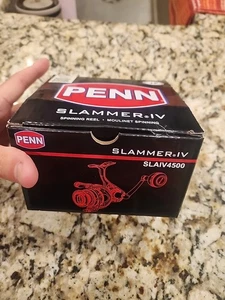 PENN
SLAMMER·IV
SPINNING REEL • MOULINET SPINNING
PENN
SLAMMER·IV
SLAIV4500